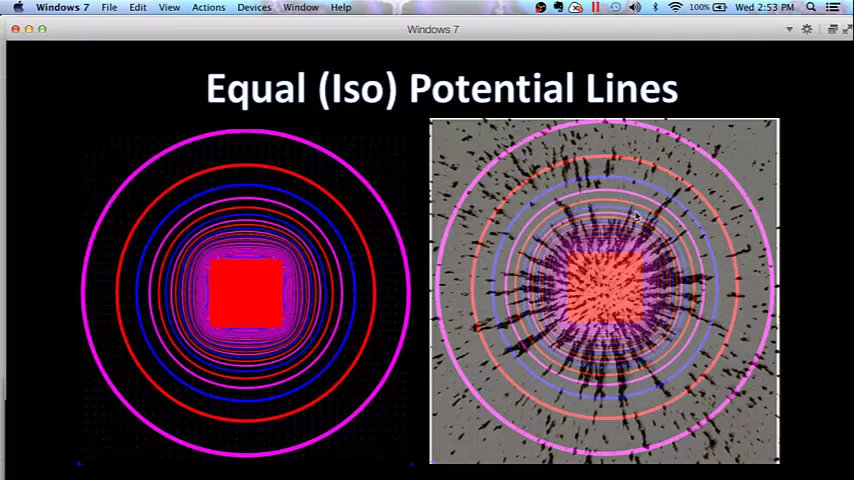 Windows 7 File Edit View Actions Devices Window Help 100% Wed 2:53 PM
Windows 7
Equal (Iso) Potential Lines